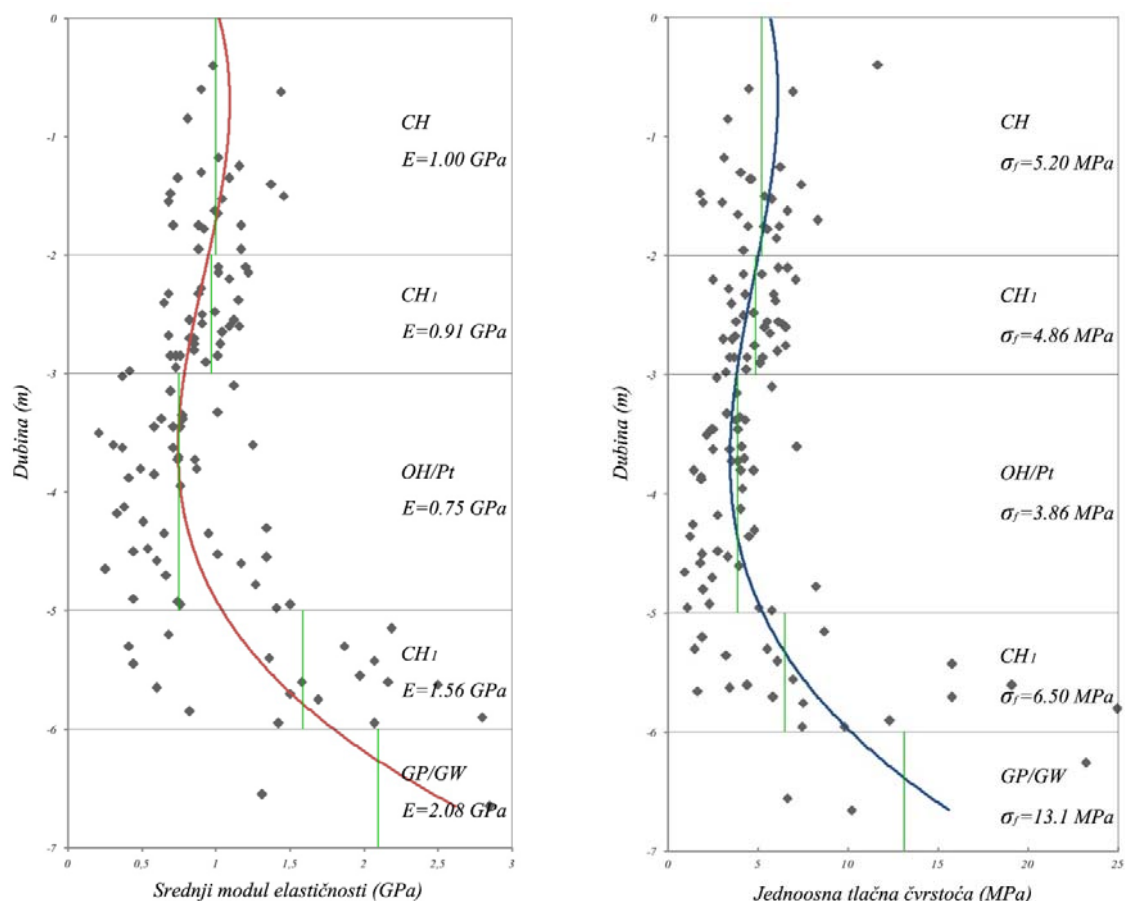 0
-1
-2
-3
-4
-5
-6
-7
Dubina (m)
CH
E=1.00 GPa
CH1
E=0.91 GPa
OH/Pt
E=0.75 GPa
CH1
E=1.56 GPa
GP/GW
E=2.08 GPa
0 0,5 1 1,5 2 2,5 3
Srednji modul elastičnosti (GPa)
0
-1
-2
-3
-4
-5
-6
-7
Dubina (m)
CH
σf=5.20 MPa
CH1
σf=4.86 MPa
OH/Pt
σf=3.86 MPa
CH1
σf=6.50 MPa
GP/GW
σf=13.1 MPa
0 5 10 15 20 25
Jednoosna tlačna čvrstoća (MPa)